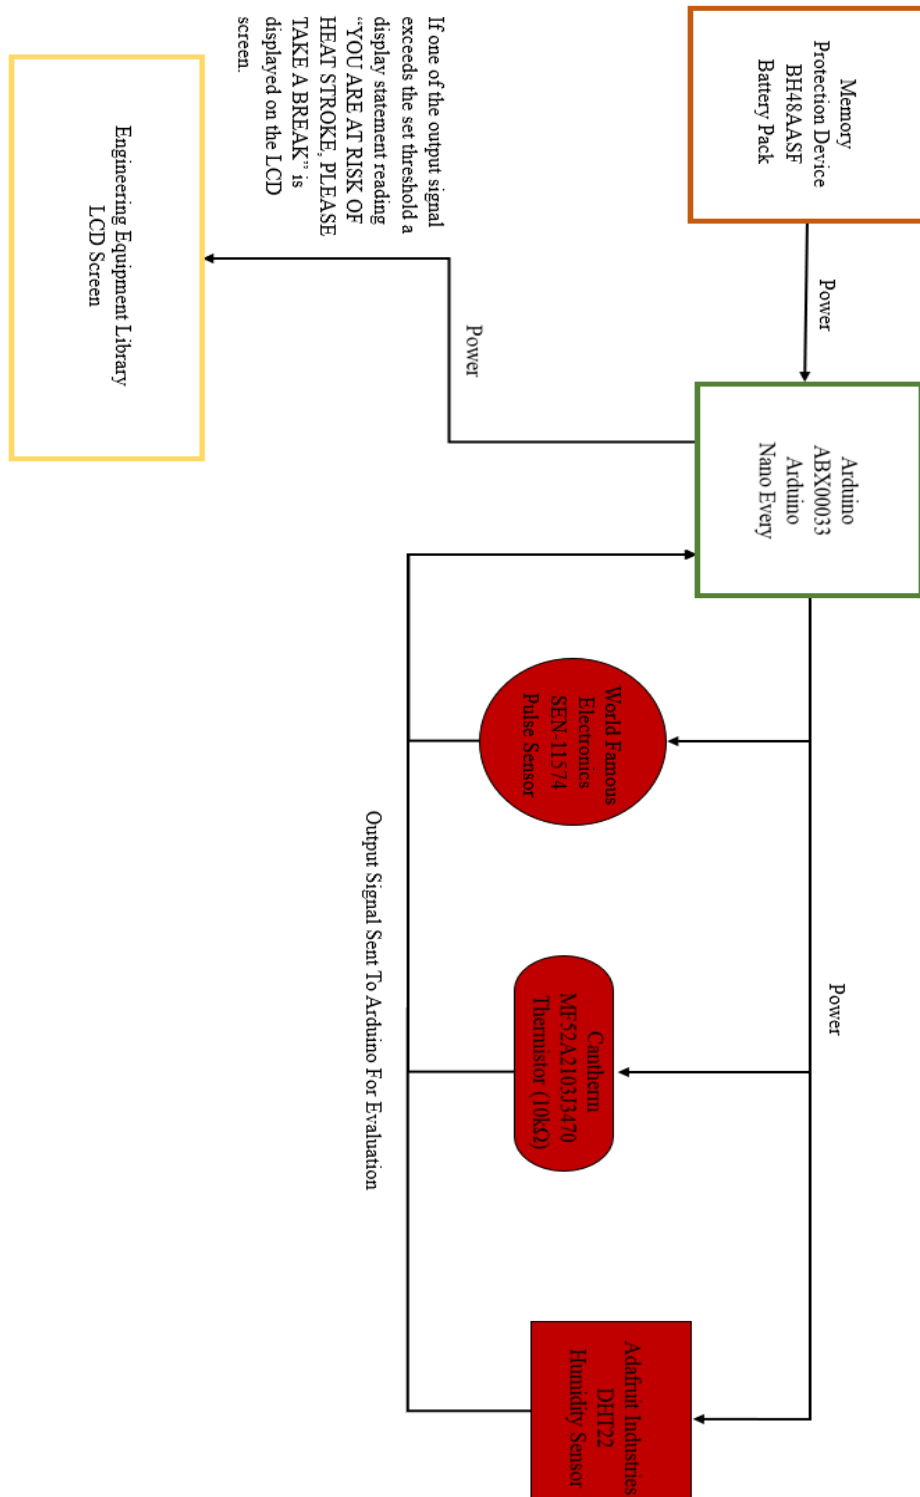 Memory
Protection Device
BH48AASF
Battery Pack
Power
Arduino
ABX00033
Arduino
Nano Every
Power
World Famous
Electronics
SEN-11574
Pulse Sensor
Cantherm
MF52A2103J3470
Thermistor (10kΩ)
Adafruit Industries
DHT22
Humidity Sensor
Output Signal Sent To Arduino For Evaluation
Power
If one of the output signal
exceeds the set threshold a
display statement reading
“YOU ARE AT RISK OF
HEAT STROKE, PLEASE
TAKE A BREAK” is
displayed on the LCD
screen.
Engineering Equipment Library
LCD Screen